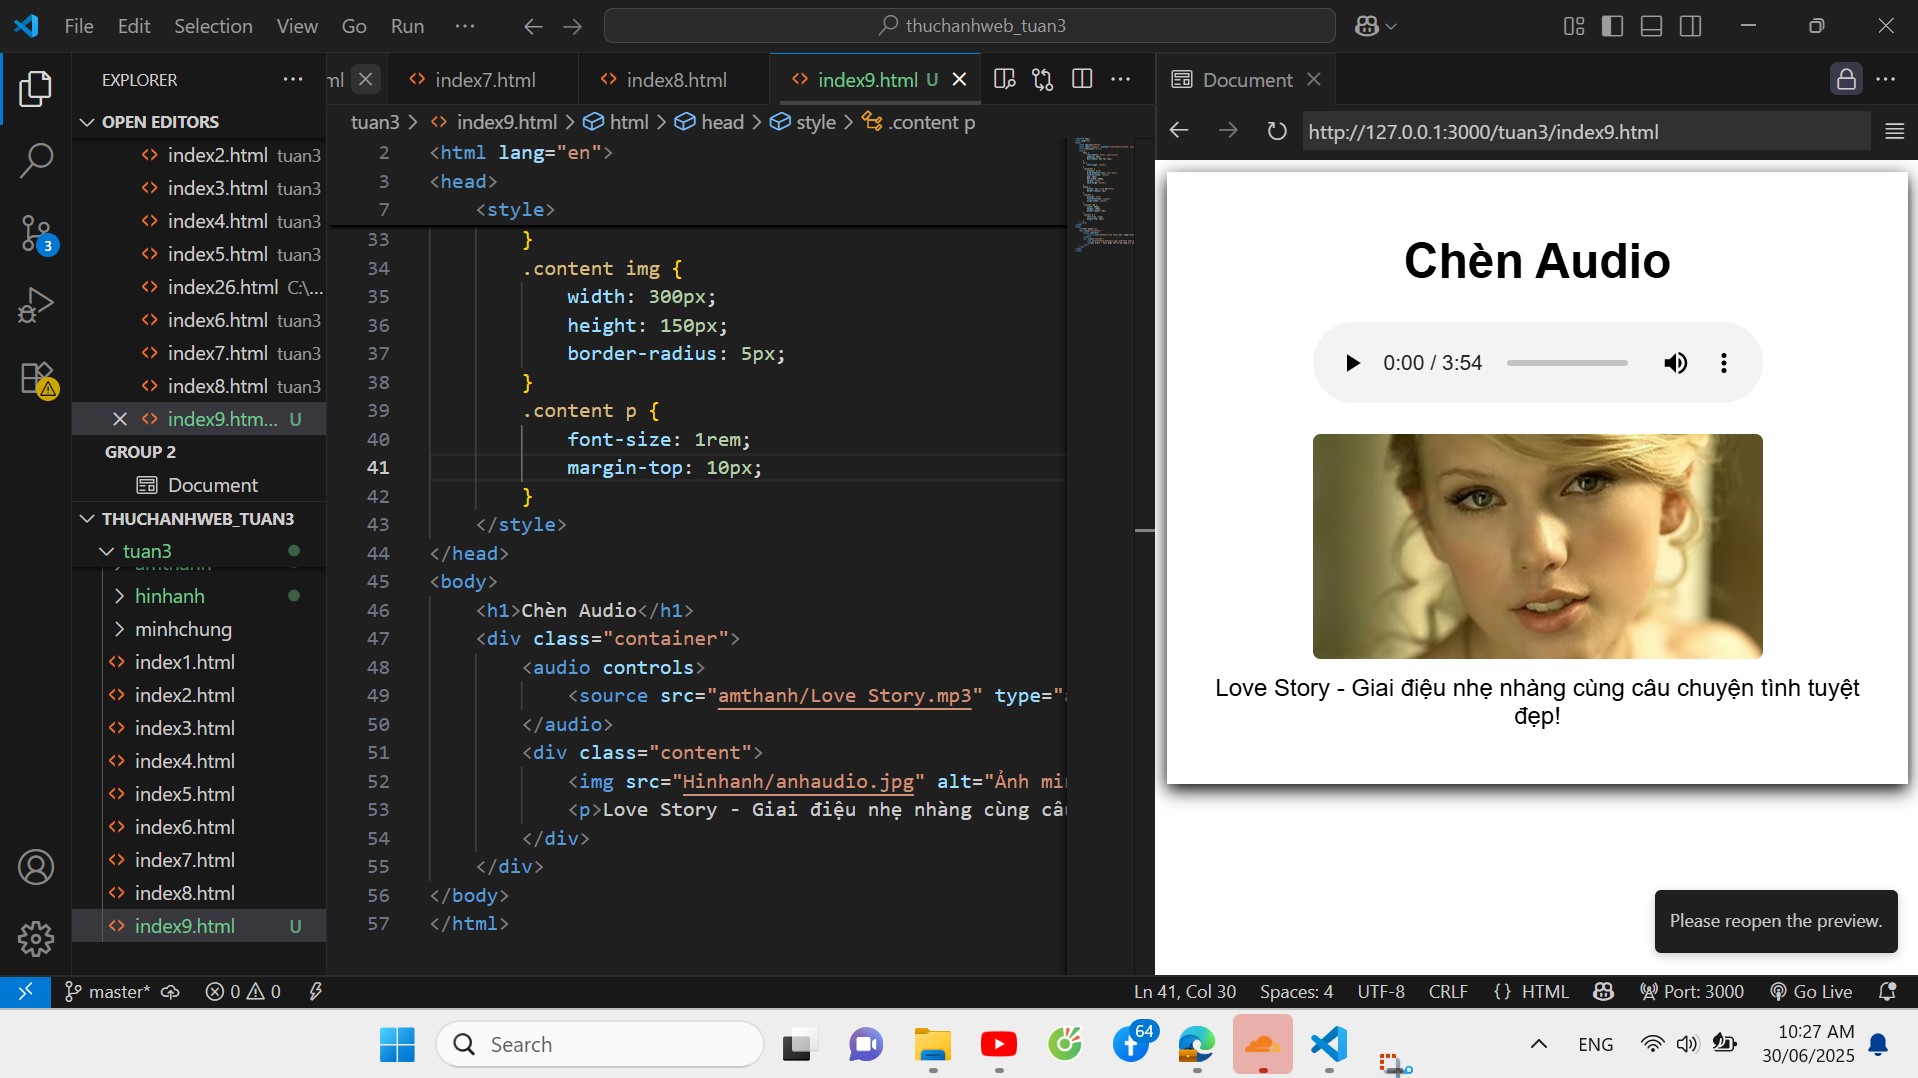 File Edit Selection View Go Run ···
thuchanhweb_tuan3
EXPLORER
OPEN EDITORS
index2.html tuan3
index3.html tuan3
index4.html tuan3
index5.html tuan3
index26.html C:\...
index6.html tuan3
index7.html tuan3
index8.html tuan3
index9.htm... U
GROUP 2
Document
THUCHANHWEB_TUAN3
tuan3
amthanh
hinhanh
minhchung
index1.html
index2.html
index3.html
index4.html
index5.html
index6.html
index7.html
index8.html
index9.html U
3
ml index7.html index8.html index9.html U
tuan3 > index9.html > html > head > style > .content p
2 <html lang="en">
3 <head>
7 <style>
33 }
34 .content img {
35 width: 300px;
36 height: 150px;
37 border-radius: 5px;
38 }
39 .content p {
40 font-size: 1rem;
41 margin-top: 10px;
42 }
43 </style>
44 </head>
45 <body>
46 <h1>Chèn Audio</h1>
47 <div class="container">
48 <audio controls>
49 <source src="amthanh/Love Story.mp3" type="a
50 </audio>
51 <div class="content">
52 <img src="Hinhanh/anhaudio.jpg" alt="Ảnh mi
53 <p>Love Story - Giai điệu nhẹ nhàng cùng câ
54 </div>
55 </div>
56 </body>
57 </html>
Document
http://127.0.0.1:3000/tuan3/index9.html
Chèn Audio
0:00 / 3:54
Love Story - Giai điệu nhẹ nhàng cùng câu chuyện tình tuyệt
đẹp!
Please reopen the preview.
master* 0 0 Ln 41, Col 30 Spaces: 4 UTF-8 CRLF {} HTML Port: 3000 Go Live
Search 64 ENG 10:27 AM
30/06/2025